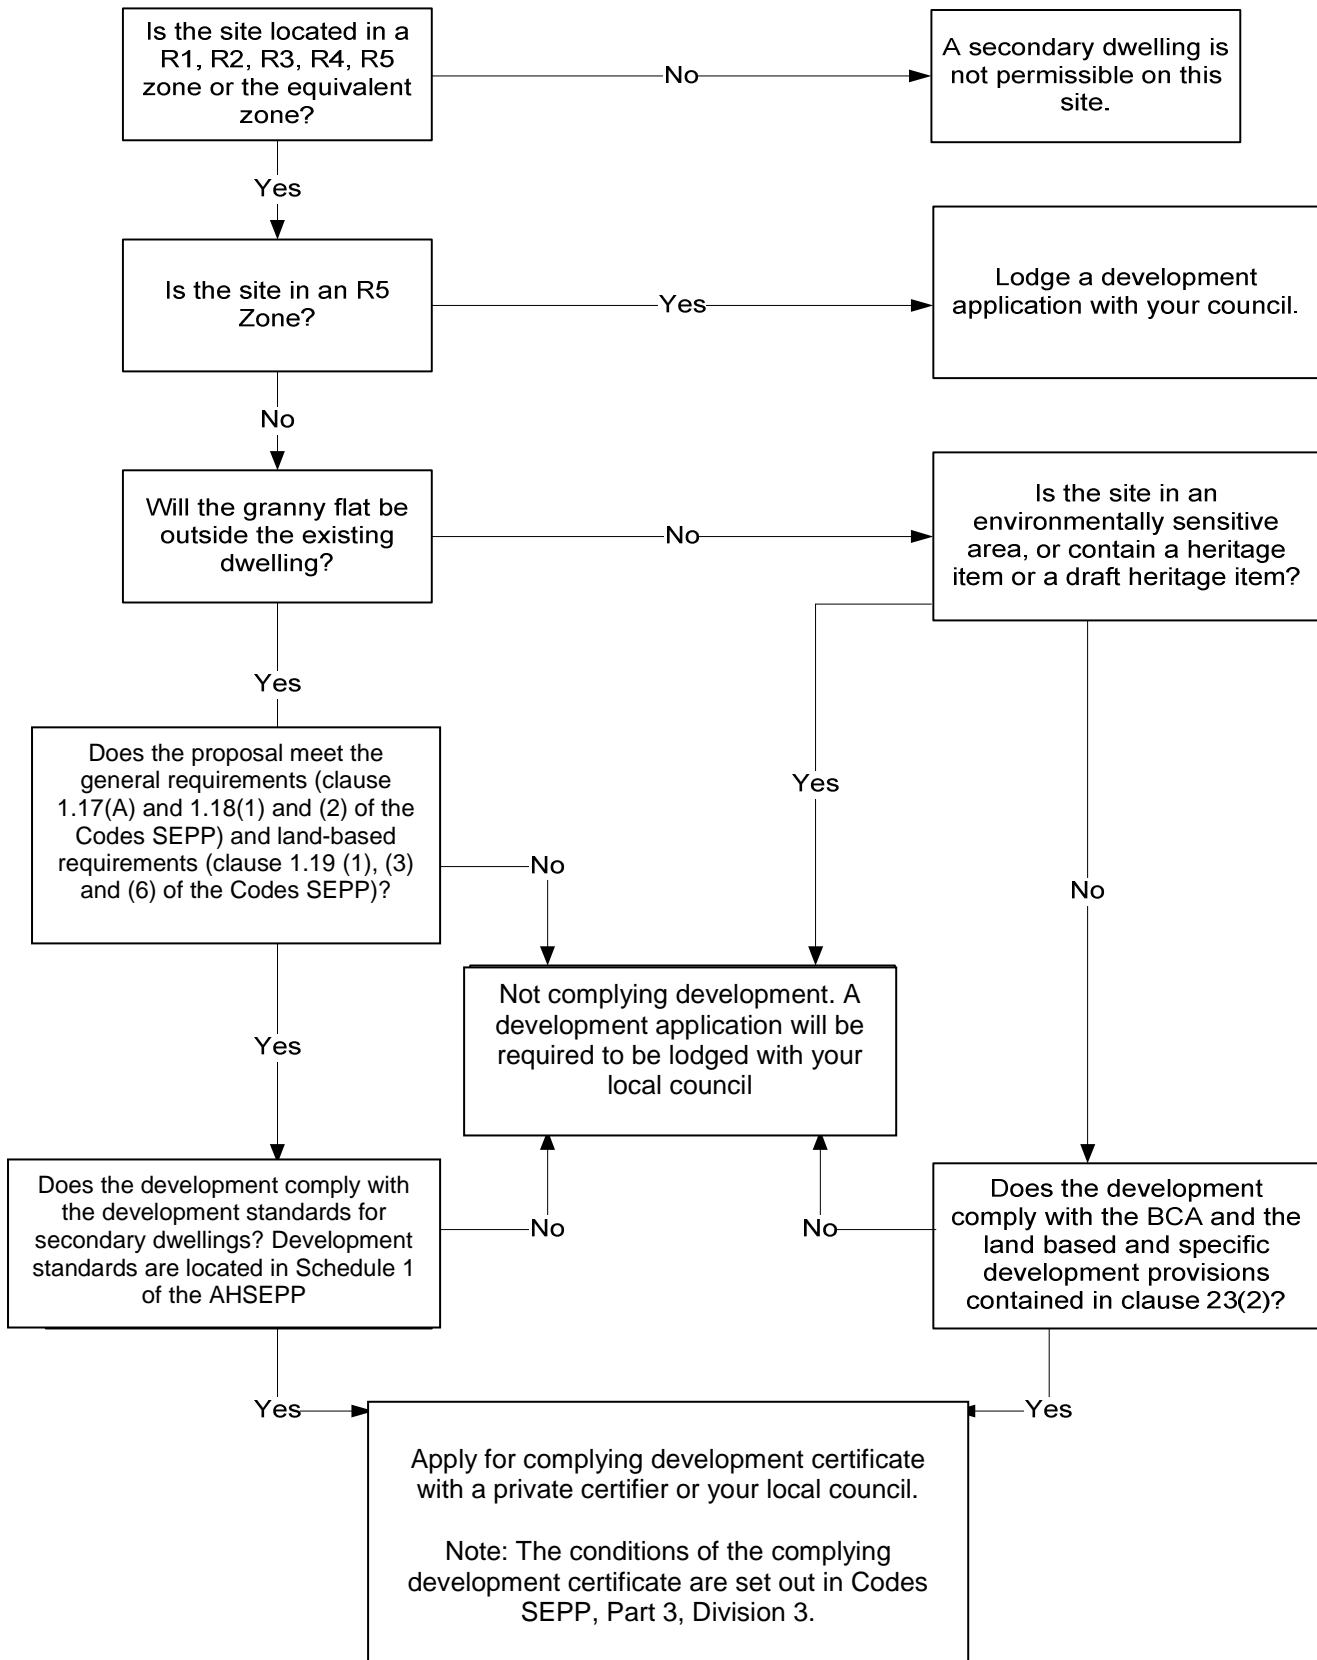 Is the site located in a
R1, R2, R3, R4, R5
zone or the equivalent
zone?
No
A secondary dwelling is
not permissible on this
site.
Yes
Is the site in an R5
Zone?
Yes
Lodge a development
application with your council.
No
Will the granny flat be
outside the existing
dwelling?
No
Is the site in an
environmentally sensitive
area, or contain a heritage
item or a draft heritage item?
Yes
Does the proposal meet the
general requirements (clause
1.17(A) and 1.18(1) and (2) of the
Codes SEPP) and land-based
requirements (clause 1.19 (1), (3)
and (6) of the Codes SEPP)?
No
Yes
No
Not complying development. A
development application will be
required to be lodged with your
local council
Yes
Does the development comply with
the development standards for
secondary dwellings? Development
standards are located in Schedule 1
of the AHSEPP
No
No
Does the development
comply with the BCA and the
land based and specific
development provisions
contained in clause 23(2)?
Yes
Yes
Apply for complying development certificate
with a private certifier or your local council.
Note: The conditions of the complying
development certificate are set out in Codes
SEPP, Part 3, Division 3.